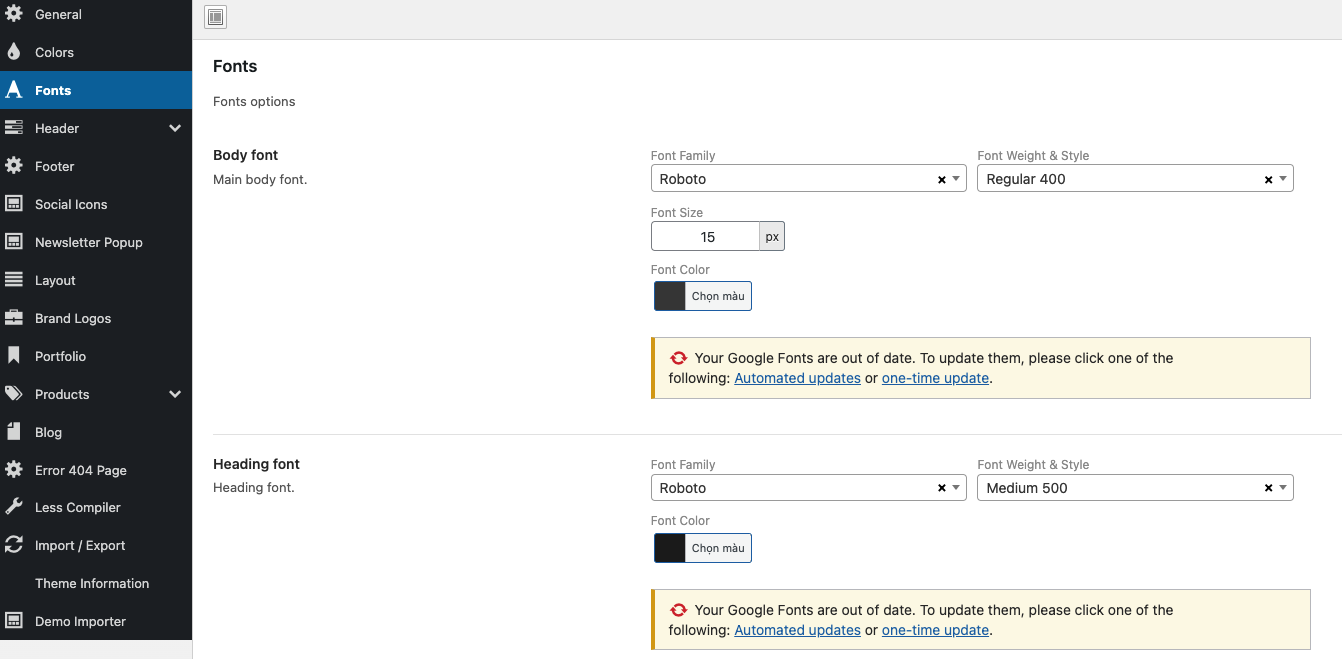 General
Colors
Fonts
Header
Footer
Social Icons
Newsletter Popup
Layout
Brand Logos
Portfolio
Products
Blog
Error 404 Page
Less Compiler
Import / Export
Theme Information
Demo Importer
Fonts
Fonts options
Body font
Main body font.
Font Family
Font Weight & Style
Roboto
Regular 400
Font Size
15 px
Font Color
Chọn màu
Your Google Fonts are out of date. To update them, please click one of the
following: Automated updates or one-time update.
Heading font
Heading font.
Font Family
Font Weight & Style
Roboto
Medium 500
Font Color
Chọn màu
Your Google Fonts are out of date. To update them, please click one of the
following: Automated updates or one-time update.